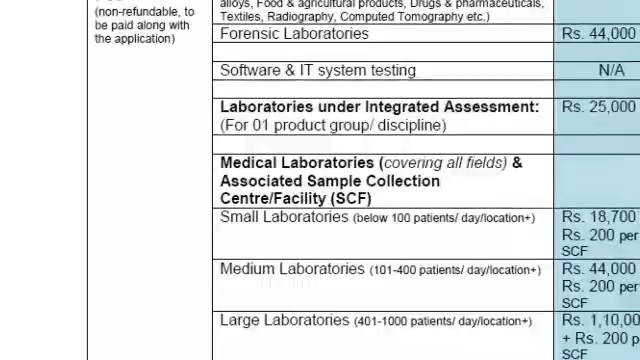 (non-refundable, to
be paid along with
the application)
alloys, Food & agricultural products, Drugs & pharmaceuticals,
Textiles, Radiography, Computed Tomography etc.)
Forensic Laboratories Rs. 44,000
Software & IT system testing N/A
Laboratories under Integrated Assessment: Rs. 25,000
(For 01 product group/ discipline)
Medical Laboratories (covering all fields) &
Associated Sample Collection
Centre/Facility (SCF)
Small Laboratories (below 100 patients/ day/location+) Rs. 18,700
Rs. 200 per
SCF
Medium Laboratories (101-400 patients/ day/location+) Rs. 44,000
Rs. 200 per
SCF
Large Laboratories (401-1000 patients/ day/location+) Rs. 1,10,00
+ Rs. 200 p
SCF